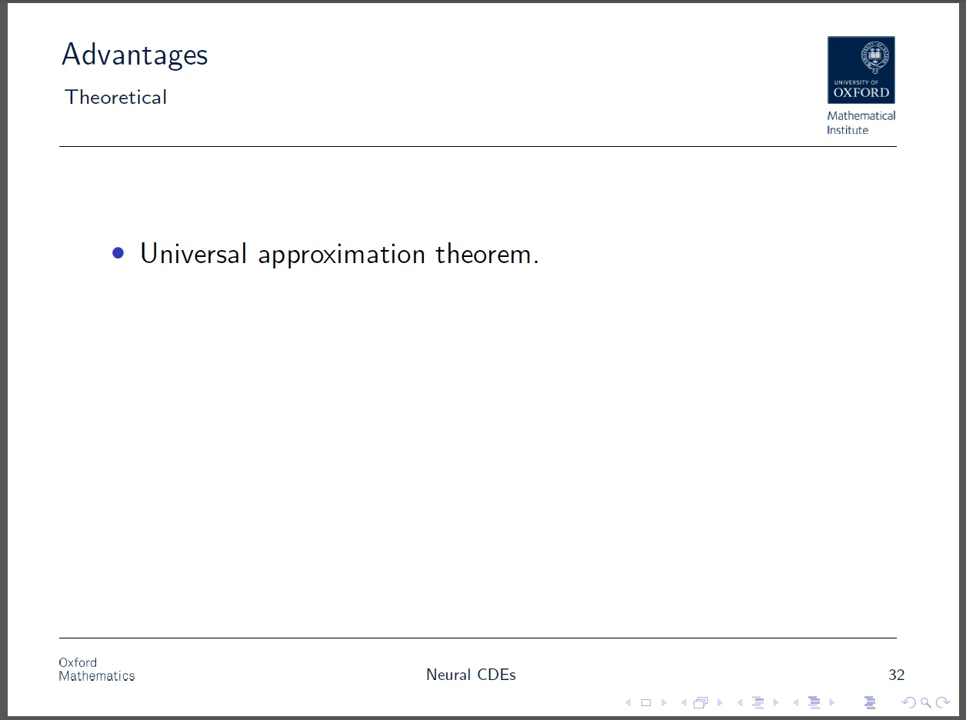 Advantages
Theoretical
UNIVERSITY OF
OXFORD
Mathematical
Institute
Universal approximation theorem.
Oxford
Mathematics
Neural CDEs
32